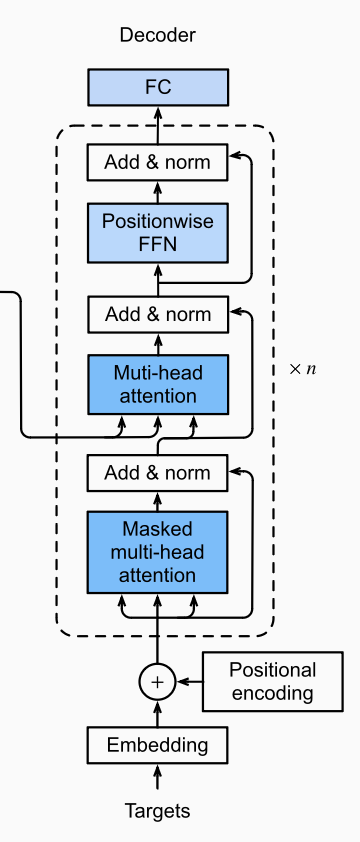 Decoder
FC
Add & norm
Positionwise
FFN
Add & norm
Muti-head
attention
× n
Add & norm
Masked
multi-head
attention
+
Positional
encoding
Embedding
Targets